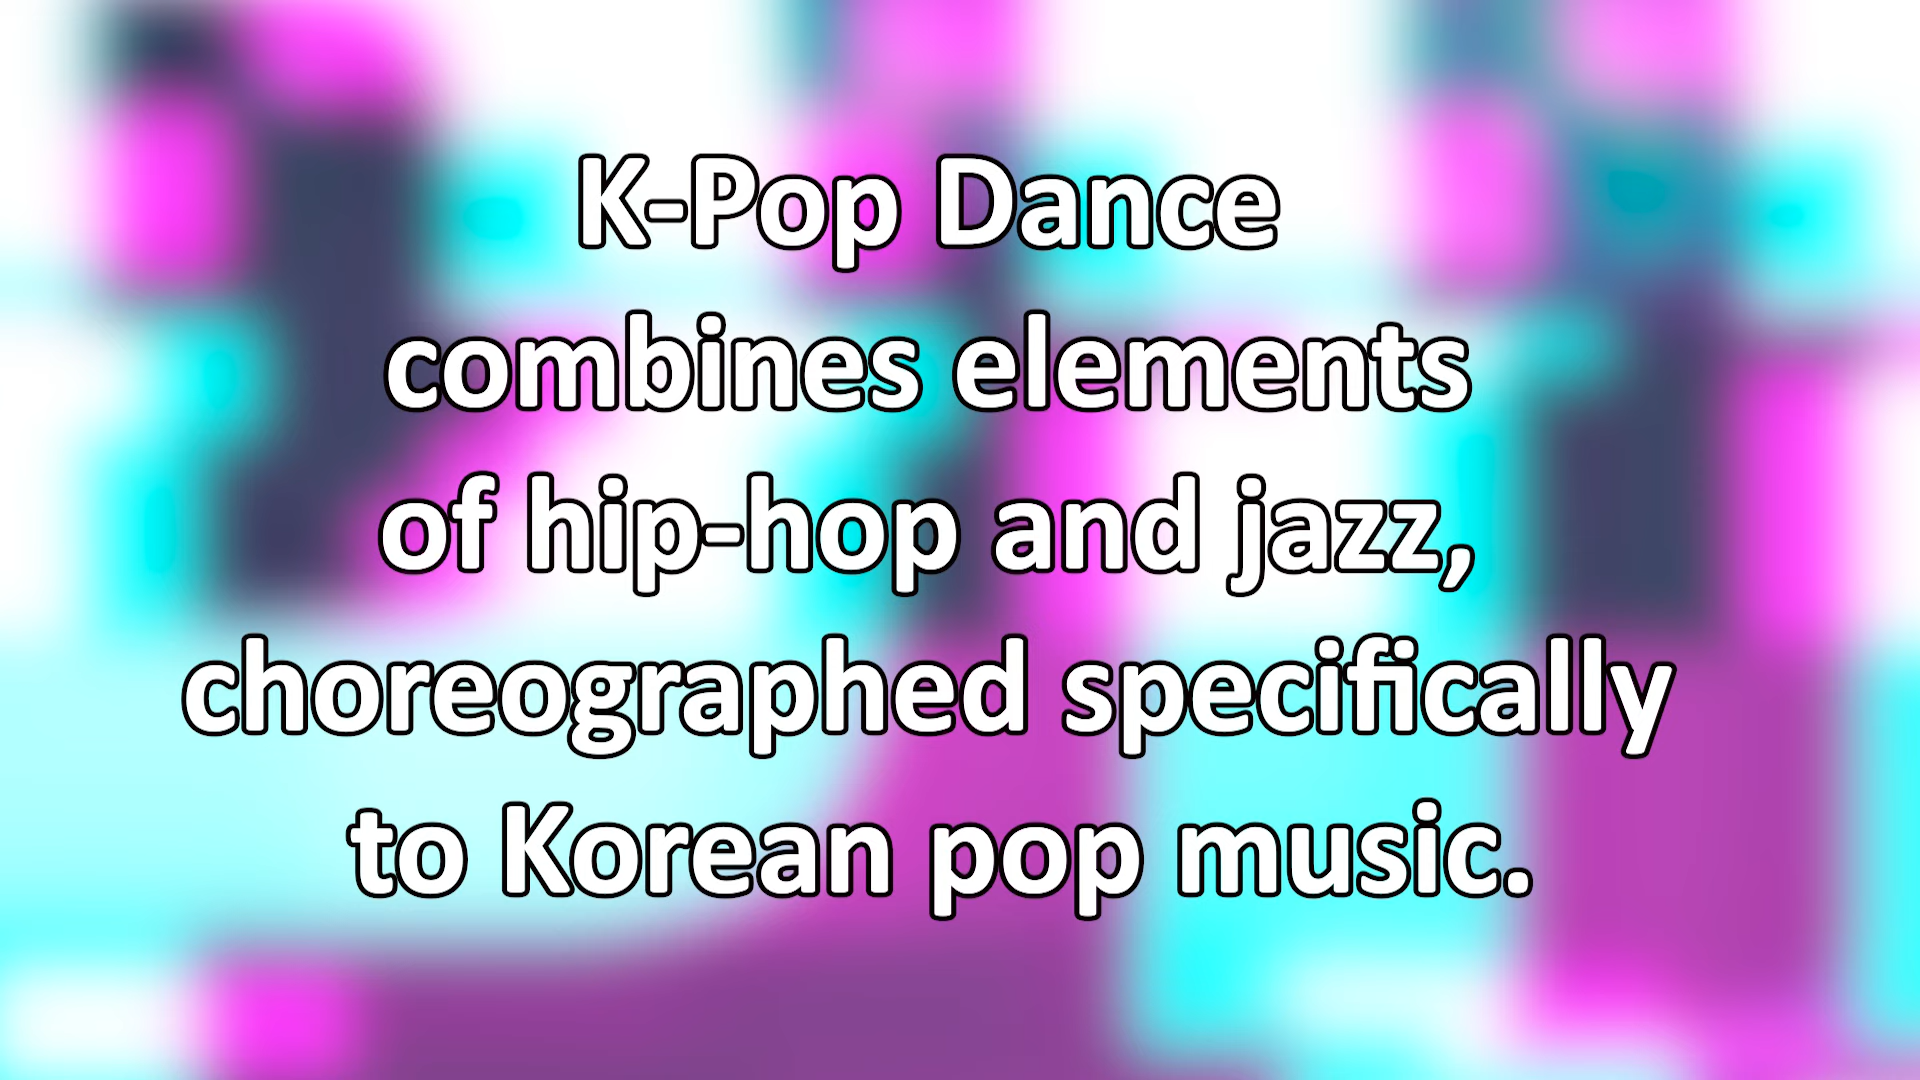 K-Pop Dance
combines elements
of hip-hop and jazz,
choreographed specifically
to Korean pop music.